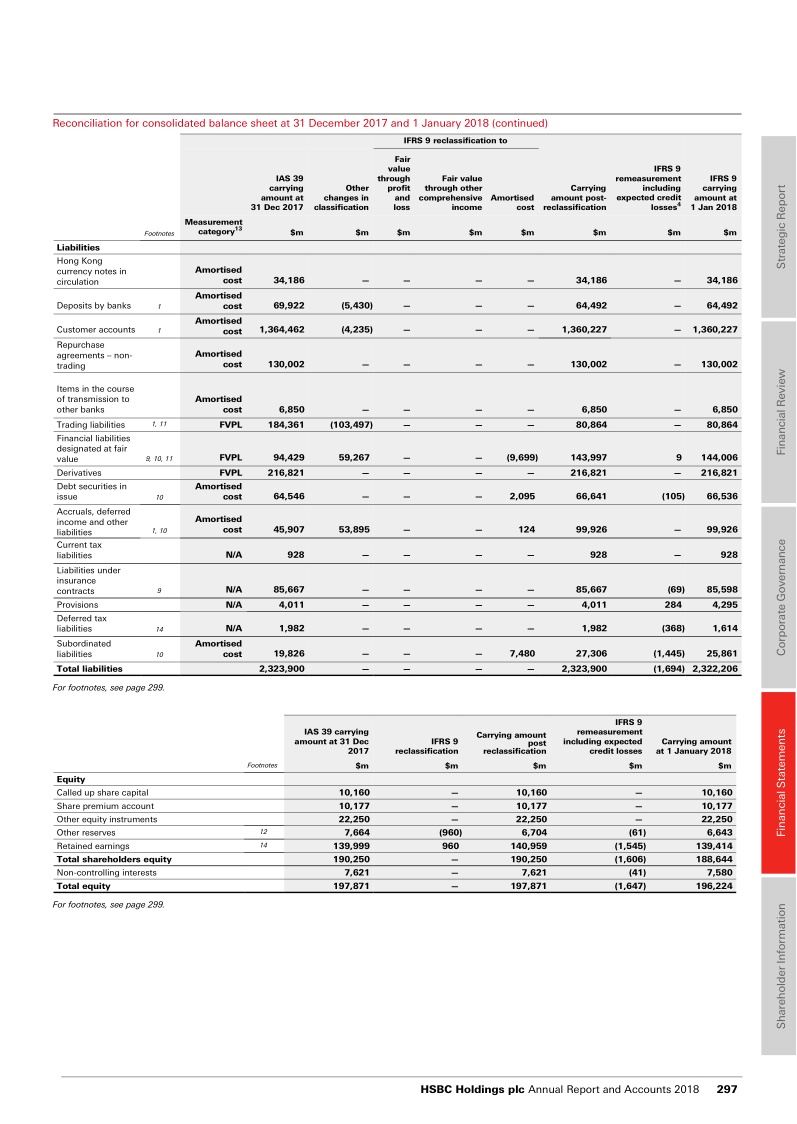 Reconciliation for consolidated balance sheet at 31 December 2017 and 1 January 2018 (continued)
IFRS 9 reclassification to
Footnotes Measurement category13 IAS 39 carrying amount at 31 Dec 2017 Other changes in classification Fair value through profit and loss Fair value through other comprehensive income Amortised cost Carrying amount post-reclassification IFRS 9 remeasurement including expected credit losses4 IFRS 9 carrying amount at 1 Jan 2018
$m $m $m $m $m $m $m $m
Liabilities
Hong Kong currency notes in circulation Amortised cost 34,186 – – – – 34,186 – 34,186
Deposits by banks 1 Amortised cost 69,922 (5,430) – – – 64,492 – 64,492
Customer accounts 1 Amortised cost 1,364,462 (4,235) – – – 1,360,227 – 1,360,227
Repurchase agreements – non-trading Amortised cost 130,002 – – – – 130,002 – 130,002
Items in the course of transmission to other banks Amortised cost 6,850 – – – – 6,850 – 6,850
Trading liabilities 1, 11 FVPL 184,361 (103,497) – – – 80,864 – 80,864
Financial liabilities designated at fair value 9, 10, 11 FVPL 94,429 59,267 – – (9,699) 143,997 9 144,006
Derivatives FVPL 216,821 – – – – 216,821 – 216,821
Debt securities in issue 10 Amortised cost 64,546 – – – 2,095 66,641 (105) 66,536
Accruals, deferred income and other liabilities 1, 10 Amortised cost 45,907 53,895 – – 124 99,926 – 99,926
Current tax liabilities N/A 928 – – – – 928 – 928
Liabilities under insurance contracts 9 N/A 85,667 – – – – 85,667 (69) 85,598
Provisions N/A 4,011 – – – – 4,011 284 4,295
Deferred tax liabilities 14 N/A 1,982 – – – – 1,982 (368) 1,614
Subordinated liabilities 10 Amortised cost 19,826 – – – 7,480 27,306 (1,445) 25,861
Total liabilities 2,323,900 – – – – 2,323,900 (1,694) 2,322,206
For footnotes, see page 299.
Footnotes IAS 39 carrying amount at 31 Dec 2017 IFRS 9 reclassification Carrying amount post reclassification IFRS 9 remeasurement including expected credit losses Carrying amount at 1 January 2018
$m $m $m $m $m
Equity
Called up share capital 10,160 – 10,160 – 10,160
Share premium account 10,177 – 10,177 – 10,177
Other equity instruments 22,250 – 22,250 – 22,250
Other reserves 12 7,664 (960) 6,704 (61) 6,643
Retained earnings 14 139,999 960 140,959 (1,545) 139,414
Total shareholders equity 190,250 – 190,250 (1,606) 188,644
Non-controlling interests 7,621 – 7,621 (41) 7,580
Total equity 197,871 – 197,871 (1,647) 196,224
For footnotes, see page 299.
Strategic Report
Financial Review
Corporate Governance
Financial Statements
Shareholder Information
HSBC Holdings plc Annual Report and Accounts 2018 297